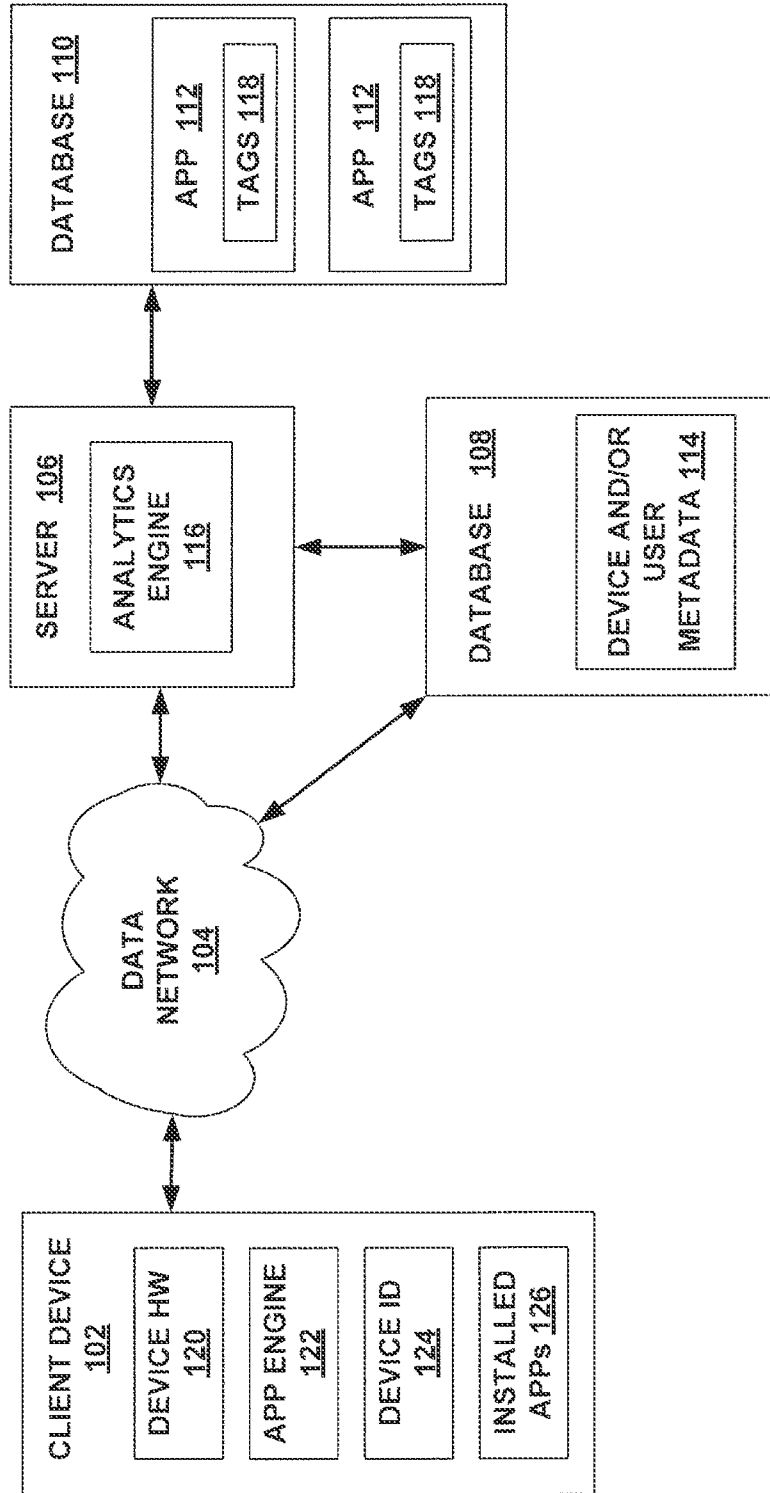 CLIENT DEVICE
102
DEVICE HW
120
APP ENGINE
122
DEVICE ID
124
INSTALLED
APPs 126
DATA
NETWORK
104
SERVER 106
ANALYTICS
ENGINE
116
DATABASE 108
DEVICE AND/OR
USER
METADATA 114
DATABASE 110
APP 112
TAGS 118
APP 112
TAGS 118